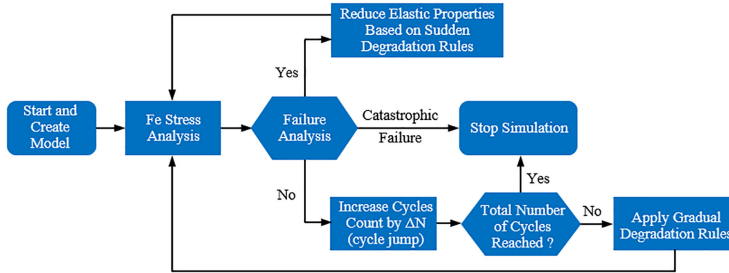 Reduce Elastic Properties
Based on Sudden
Degradation Rules
Yes
Start and
Create
Model
Fe Stress
Analysis
Failure
Analysis
Catastrophic
Failure
Stop Simulation
No
Yes
Increase Cycles
Count by ΔN
(cycle jump)
Total Number
of Cycles
Reached ?
No
Apply Gradual
Degradation Rules